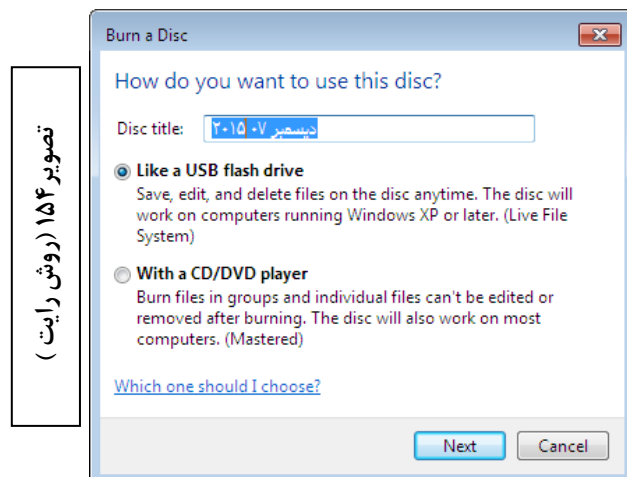 تصویر ۱۵۴ (روش رایت )
Burn a Disc
How do you want to use this disc?
Disc title: دیسمبر ۰۷ ۲۰۱۵
Like a USB flash drive
Save, edit, and delete files on the disc anytime. The disc will
work on computers running Windows XP or later. (Live File
System)
With a CD/DVD player
Burn files in groups and individual files can't be edited or
removed after burning. The disc will also work on most
computers. (Mastered)
Which one should I choose?
Next Cancel